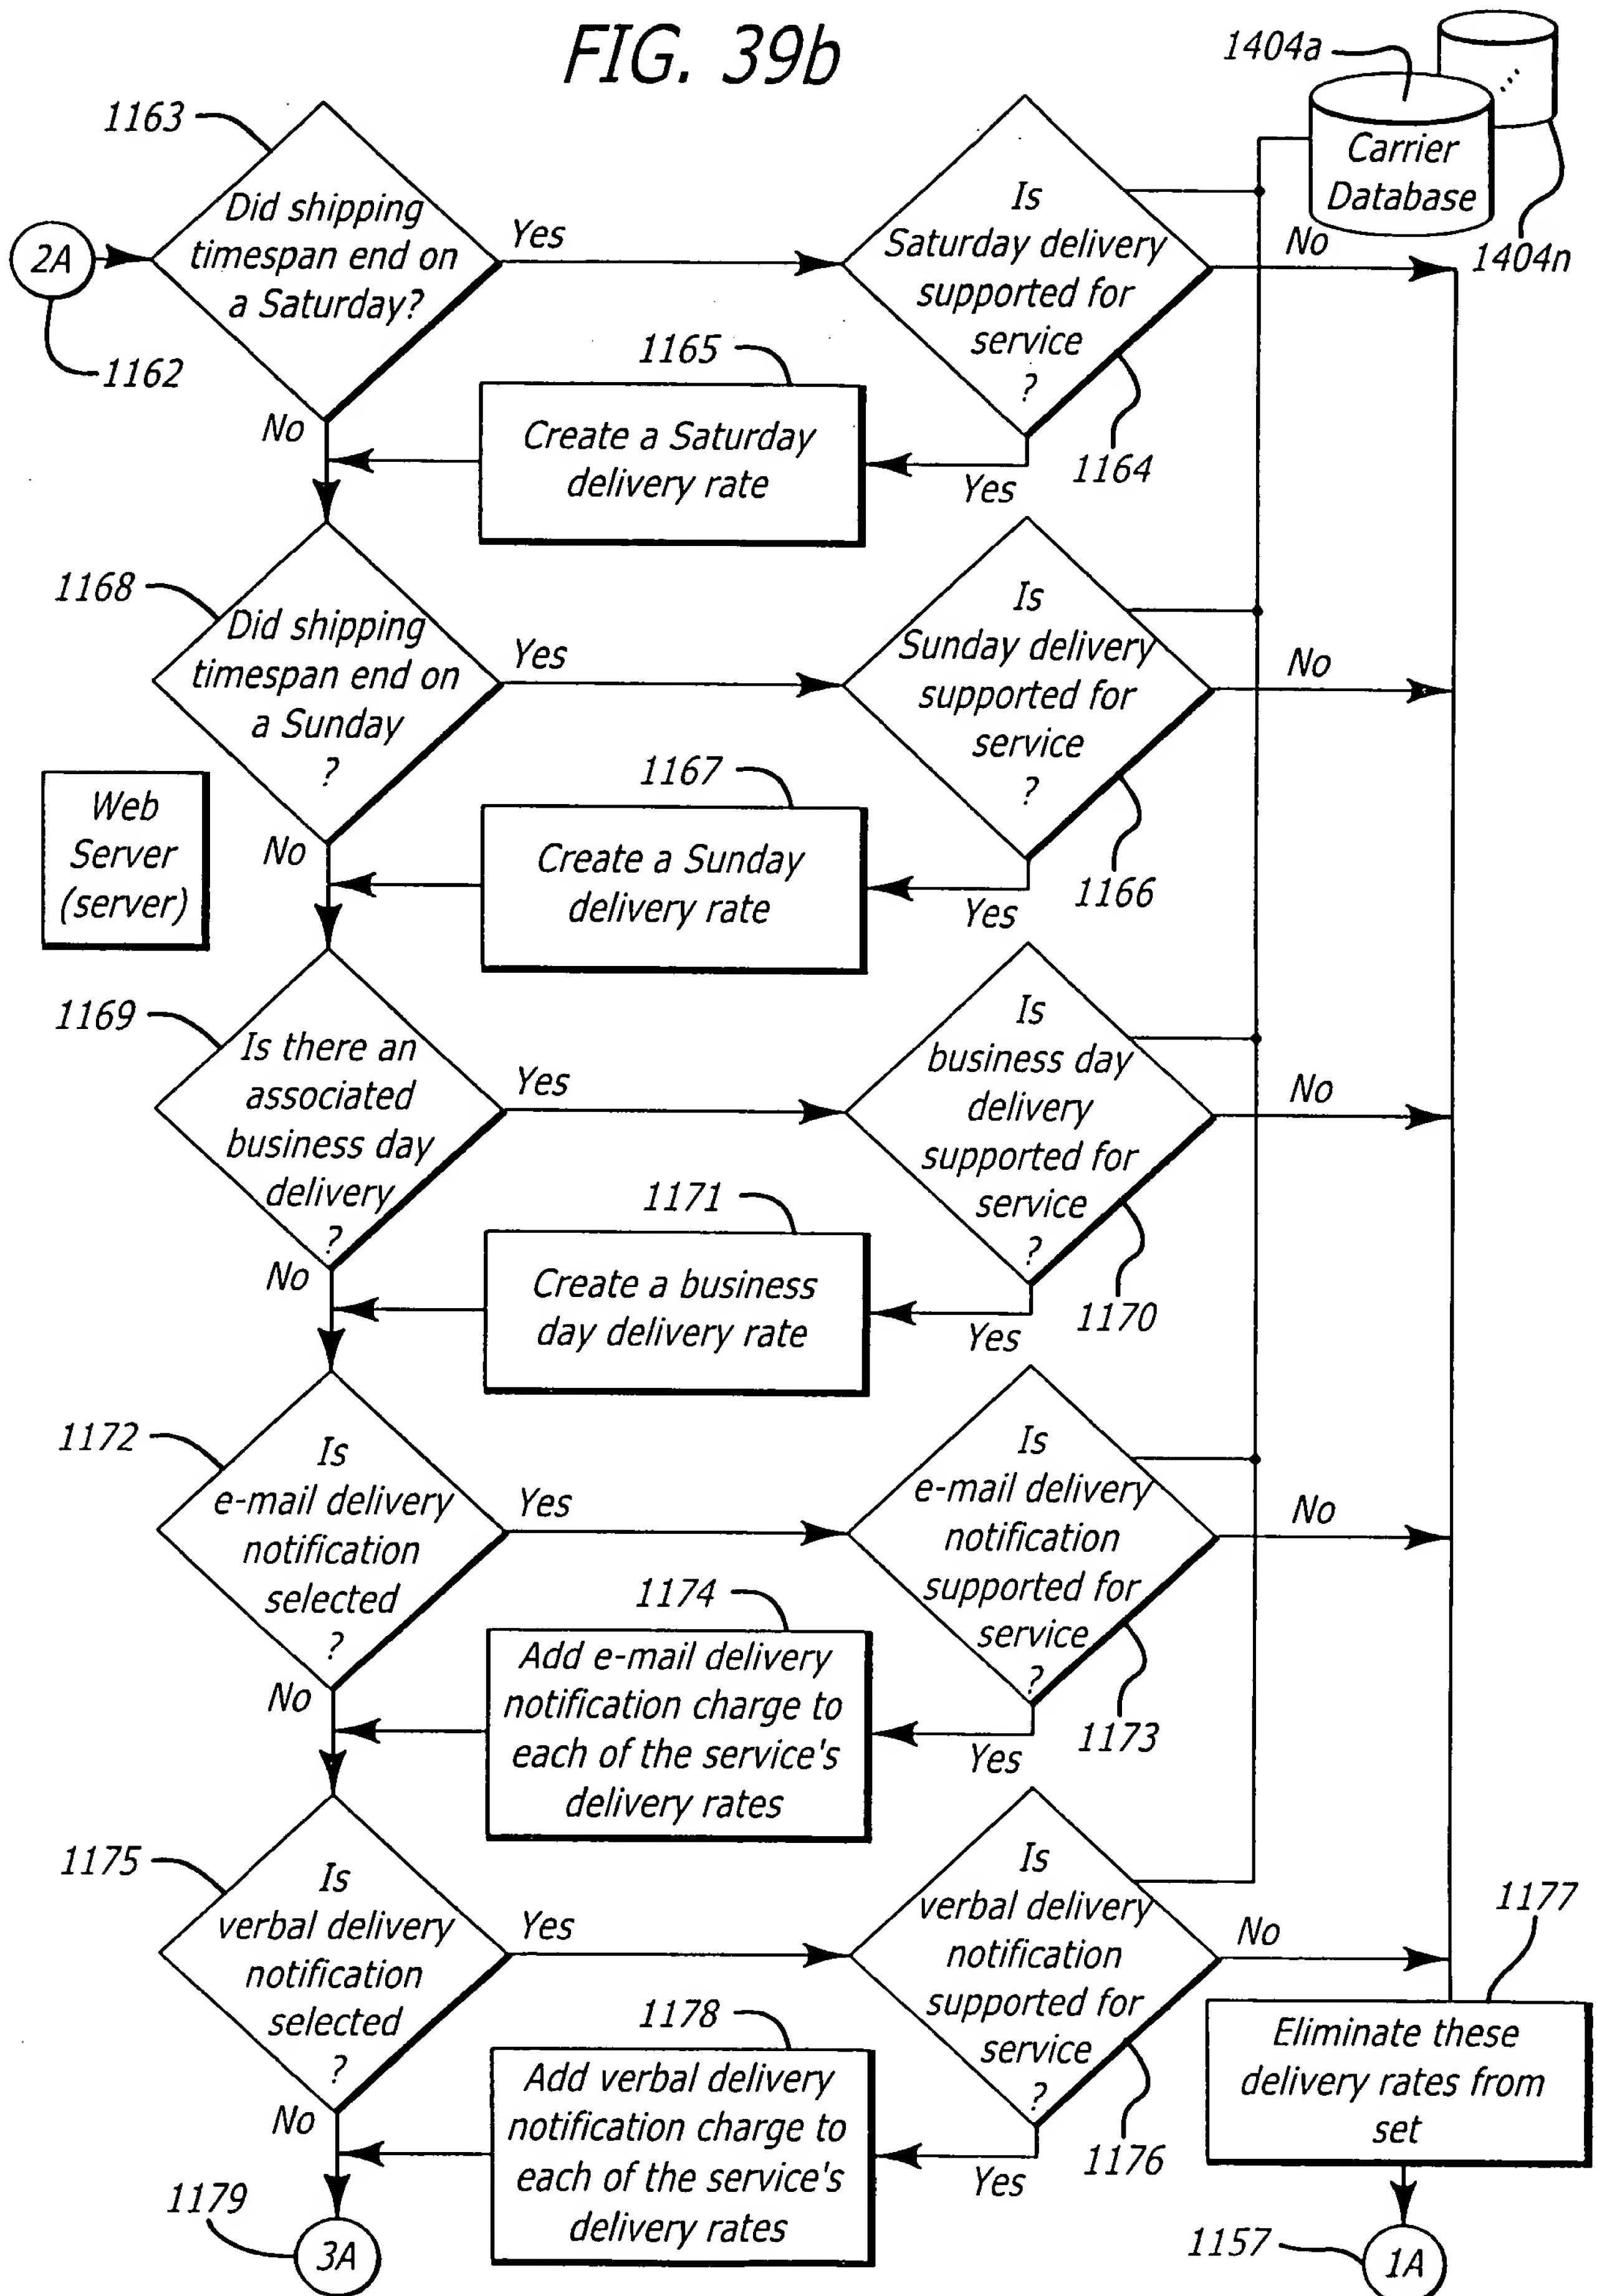 FIG. 39b
1404a
1163
Carrier
Database
1404n
2A
1162
Did shipping
timespan end on
a Saturday?
Yes
Is
Saturday delivery
supported for
service
?
No
1164
No
1165
Create a Saturday
delivery rate
Yes
1168
Did shipping
timespan end on
a Sunday
?
Yes
Is
Sunday delivery
supported for
service
?
No
1166
Web
Server
(server)
No
1167
Create a Sunday
delivery rate
Yes
1169
Is there an
associated
business day
delivery
?
Yes
Is
business day
delivery
supported for
service
?
No
1170
No
1171
Create a business
day delivery rate
Yes
1172
Is
e-mail delivery
notification
selected
?
Yes
Is
e-mail delivery
notification
supported for
service
?
No
1173
No
1174
Add e-mail delivery
notification charge to
each of the service's
delivery rates
Yes
1175
Is
verbal delivery
notification
selected
?
Yes
Is
verbal delivery
notification
supported for
service
?
No
1176
1177
Eliminate these
delivery rates from
set
No
1178
Add verbal delivery
notification charge to
each of the service's
delivery rates
Yes
1179
3A
1157
1A